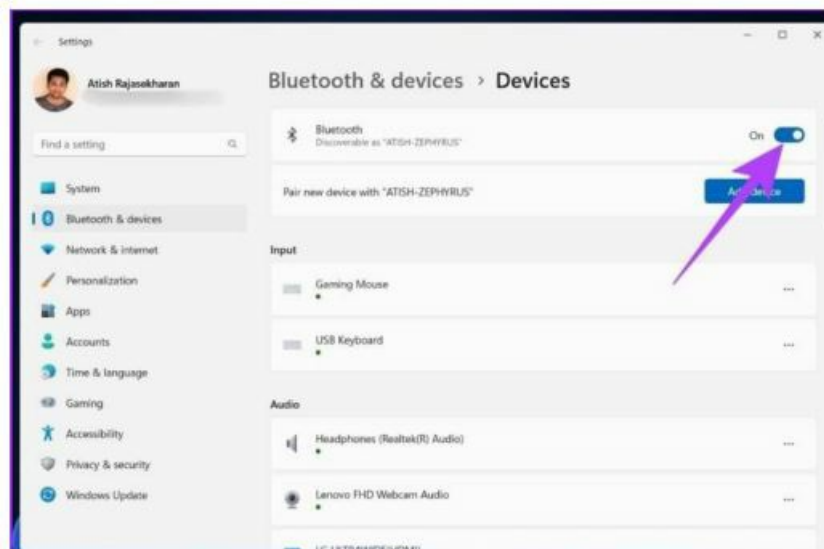 Settings
Atish Rajasekharan
Find a setting
System
Bluetooth & devices
Network & internet
Personalization
Apps
Accounts
Time & language
Gaming
Accessibility
Privacy & security
Windows Update
Bluetooth & devices > Devices
Bluetooth
Discoverable as "ATISH-ZEPHYRUS"
On
Pair new device with "ATISH-ZEPHYRUS"
Input
Gaming Mouse
USB Keyboard
Audio
Headphones (Realtek(R) Audio)
Lenovo FHD Webcam Audio